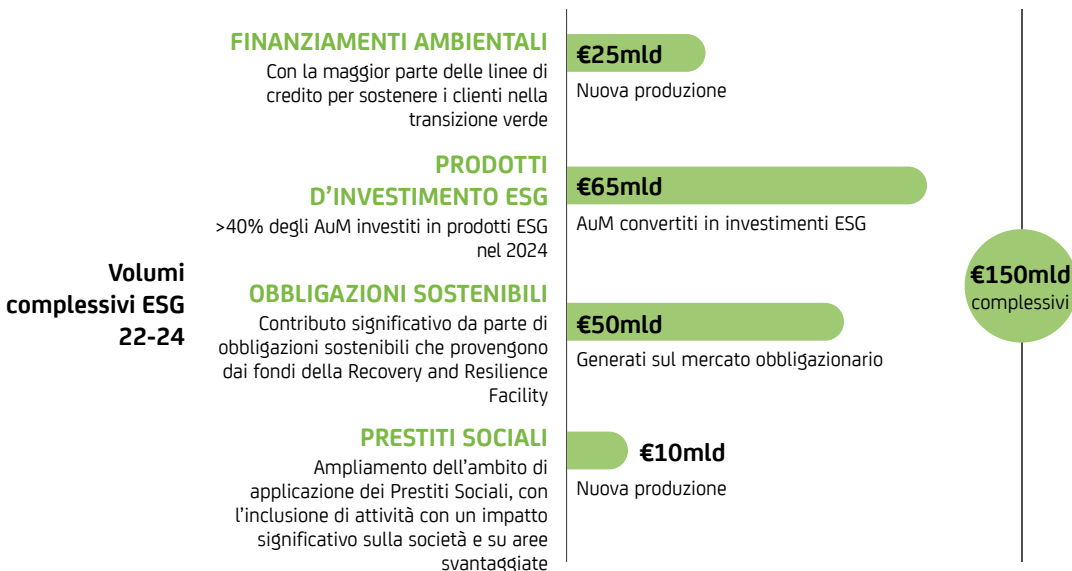 Volumi
complessivi ESG
22-24
FINANZIAMENTI AMBIENTALI
Con la maggior parte delle linee di
credito per sostenere i clienti nella
transizione verde
€25mld
Nuova produzione
PRODOTTI
D’INVESTIMENTO ESG
>40% degli AuM investiti in prodotti ESG
nel 2024
€65mld
AuM convertiti in investimenti ESG
OBBLIGAZIONI SOSTENIBILI
Contributo significativo da parte di
obbligazioni sostenibili che provengono
dai fondi della Recovery and Resilience
Facility
€50mld
Generati sul mercato obbligazionario
PRESTITI SOCIALI
Ampliamento dell’ambito di
applicazione dei Prestiti Sociali, con
l’inclusione di attività con un impatto
significativo sulla società e su aree
svantaggiate
€10mld
Nuova produzione
€150mld
complessivi